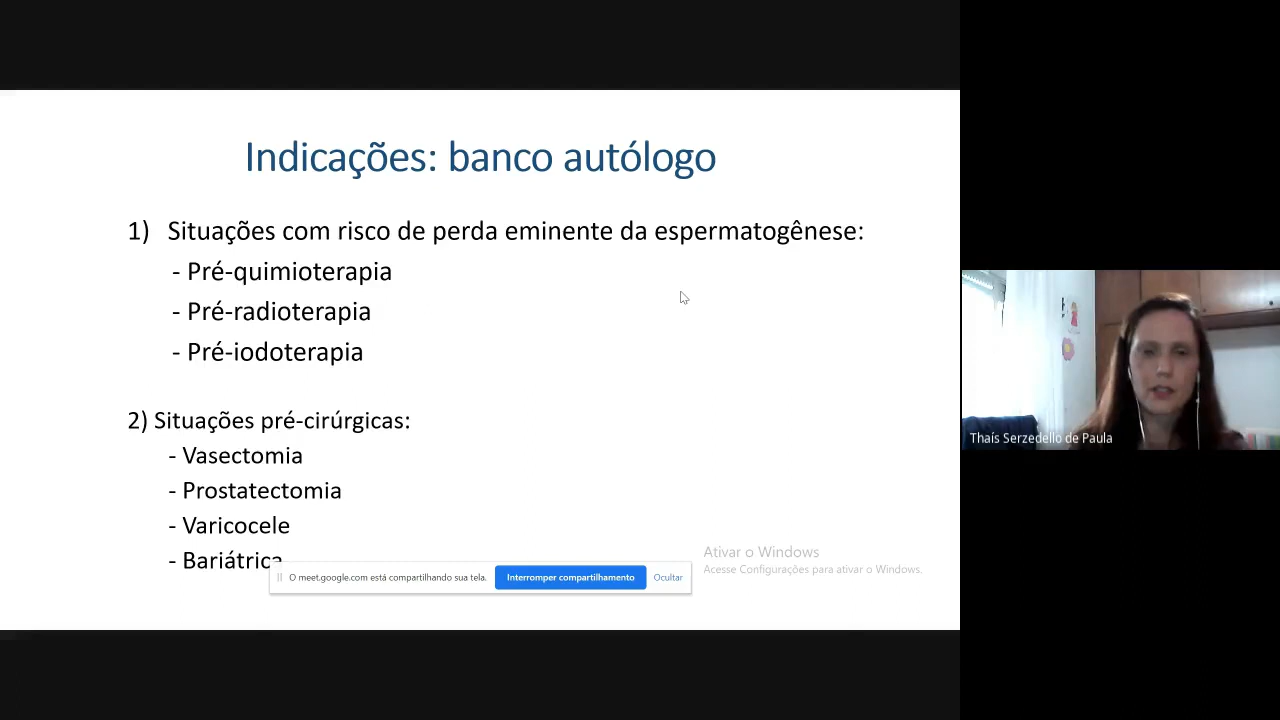 Indicações: banco autólogo
1) Situações com risco de perda eminente da espermatogênese:
- Pré-quimioterapia
- Pré-radioterapia
- Pré-iodoterapia
2) Situações pré-cirúrgicas:
- Vasectomia
- Prostatectomia
- Varicocele
- Bariátrica
O meet.google.com está compartilhando sua tela. Interromper compartilhamento Ocultar
Ativar o Windows
Acesse Configurações para ativar o Windows.
Thaís Serzedello de Paula